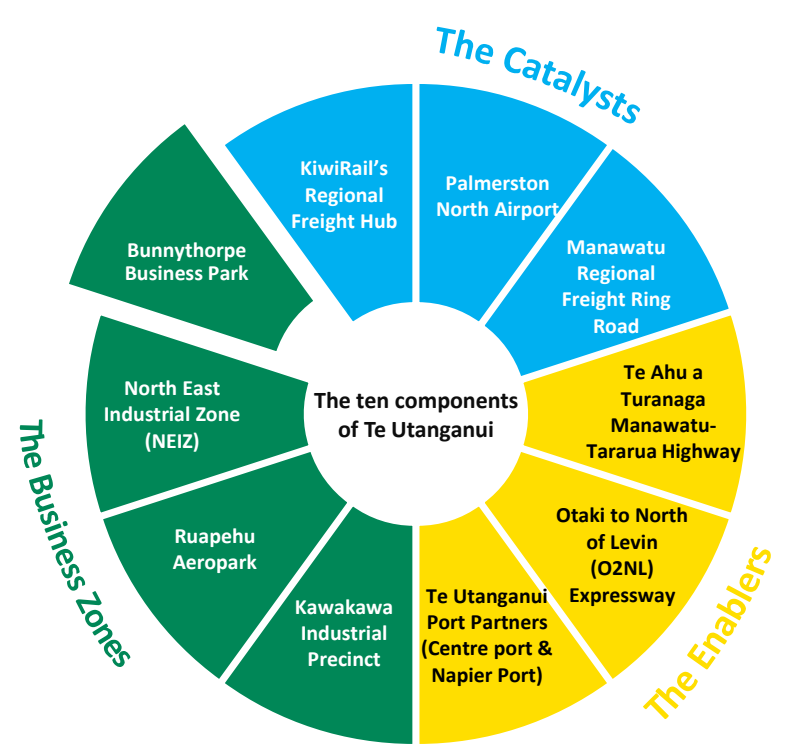 The Catalysts
KiwiRail's
Regional
Freight Hub
Palmerston
North Airport
Manawatu
Regional
Freight Ring
Road
Te Ahu a
Turanaga
Manawatu-
Tararua Highway
Otaki to North
of Levin
(O2NL)
Expressway
The Enablers
Te Utanganui
Port Partners
(Centre port &
Napier Port)
Kawakawa
Industrial
Precinct
Ruapehu
Aeropark
North East
Industrial Zone
(NEIZ)
Bunnythorpe
Business Park
The Business Zones
The ten components
of Te Utanganui